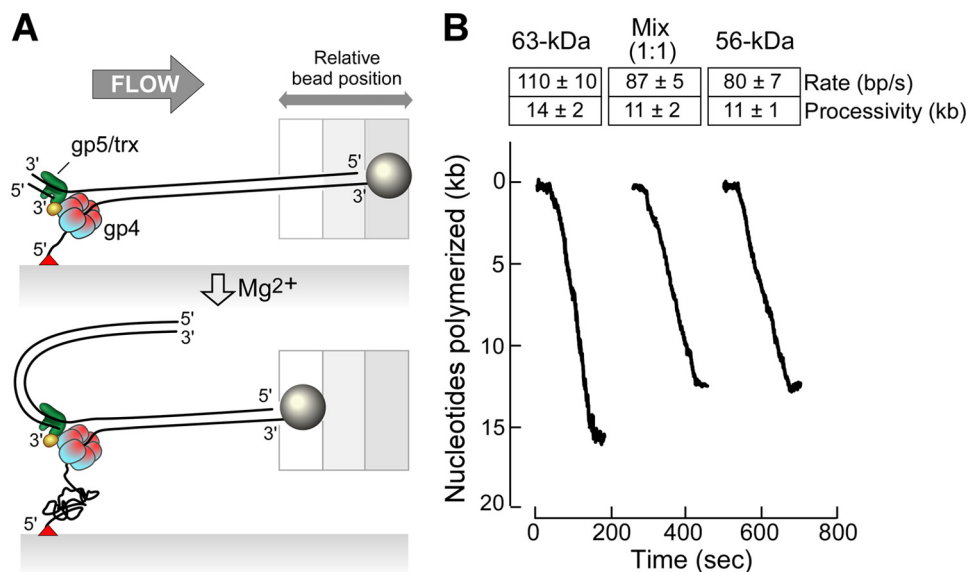 A
FLOW
Relative
bead position
gp5/trx
3'
5'
3'
5'
3'
gp4
5'
Mg2+
5'
3'
3'
5'
3'
5'
B
63-kDa
Mix
(1:1)
56-kDa
110 ± 10
87 ± 5
80 ± 7
Rate (bp/s)
14 ± 2
11 ± 2
11 ± 1
Processivity (kb)
Nucleotides polymerized (kb)
0
5
10
15
20
0
200
400
600
800
Time (sec)